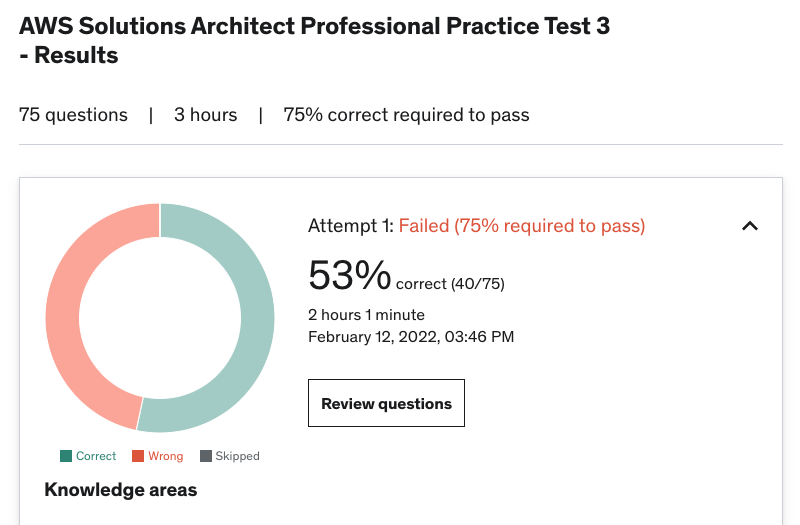 AWS Solutions Architect Professional Practice Test 3
- Results
75 questions | 3 hours | 75% correct required to pass
Attempt 1: Failed (75% required to pass)
53% correct (40/75)
2 hours 1 minute
February 12, 2022, 03:46 PM
Review questions
Correct Wrong Skipped
Knowledge areas